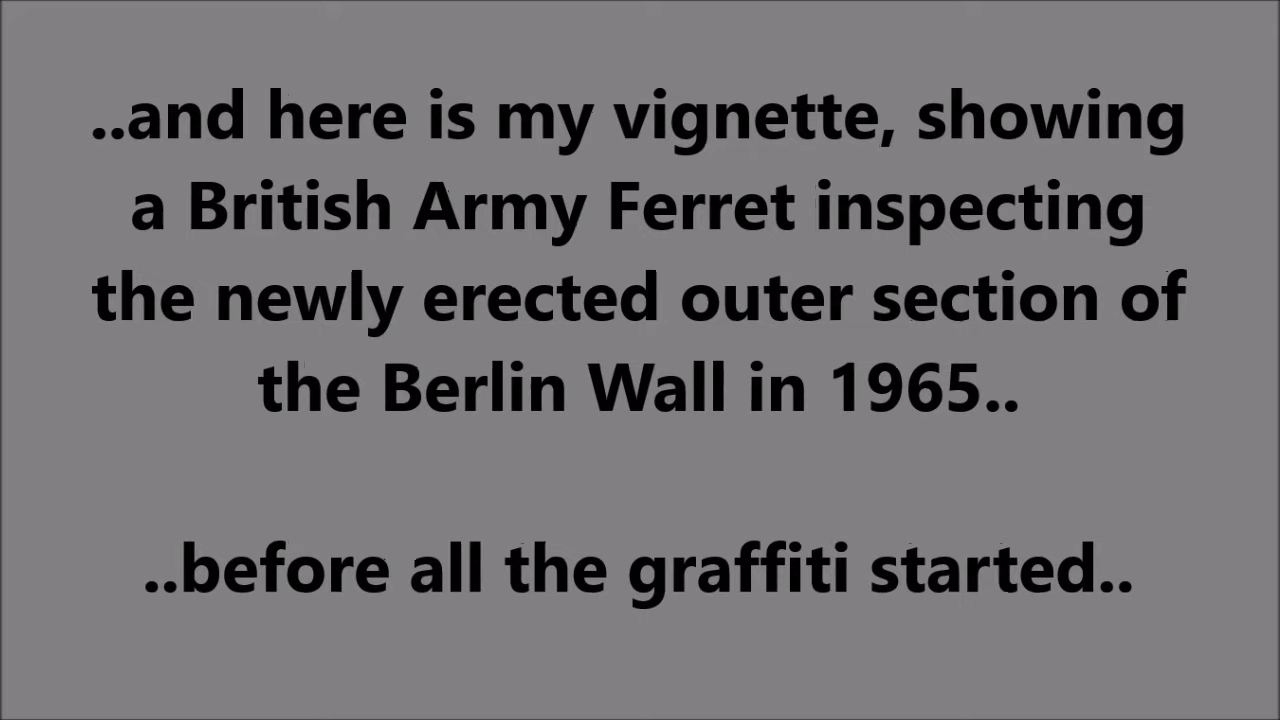 ..and here is my vignette, showing
a British Army Ferret inspecting
the newly erected outer section of
the Berlin Wall in 1965..
..before all the graffiti started..